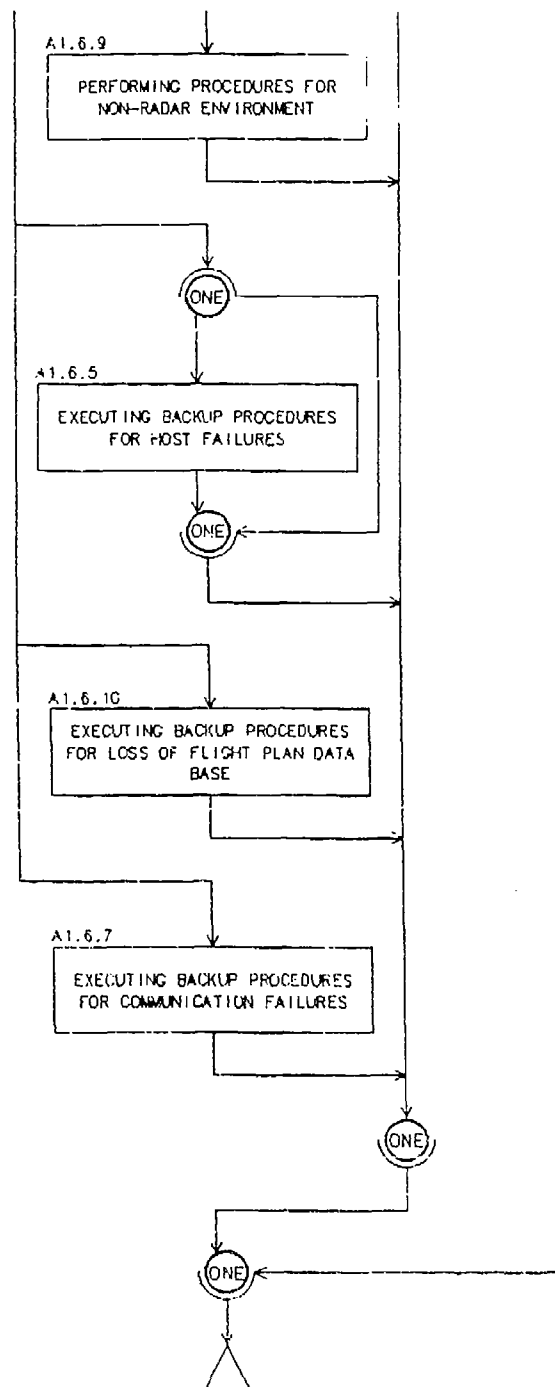 A1.6.9
PERFORMING PROCEDURES FOR
NON-RADAR ENVIRONMENT
ONE
A1.6.5
EXECUTING BACKUP PROCEDURES
FOR HOST FAILURES
ONE
A1.6.10
EXECUTING BACKUP PROCEDURES
FOR LOSS OF FLIGHT PLAN DATA
BASE
A1.6.7
EXECUTING BACKUP PROCEDURES
FOR COMMUNICATION FAILURES
ONE
ONE